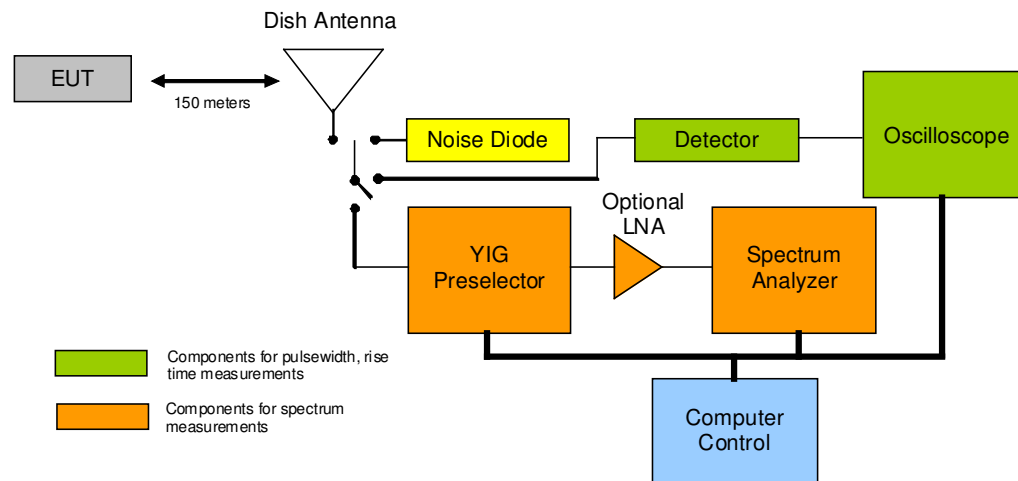 Dish Antenna
EUT
150 meters
Noise Diode
Detector
Oscilloscope
Optional
LNA
YIG
Preselector
Spectrum
Analyzer
Components for pulsewidth, rise
time measurements
Components for spectrum
measurements
Computer
Control